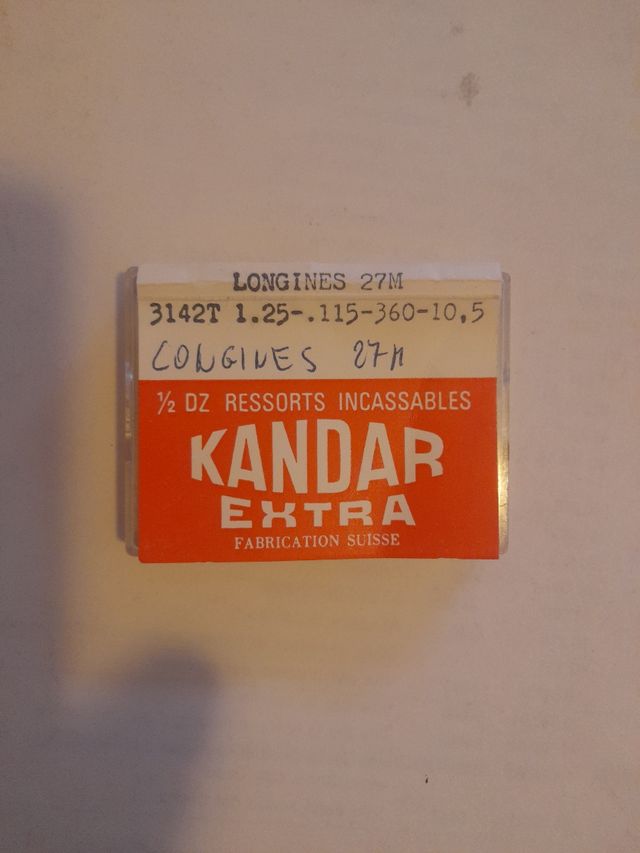 LONGINES 27M
3142T 1.25-.115-360-10,5
LONGINES 27M
½ DZ RESSORTS INCASSABLES
KANDAR
EXTRA
FABRICATION SUISSE